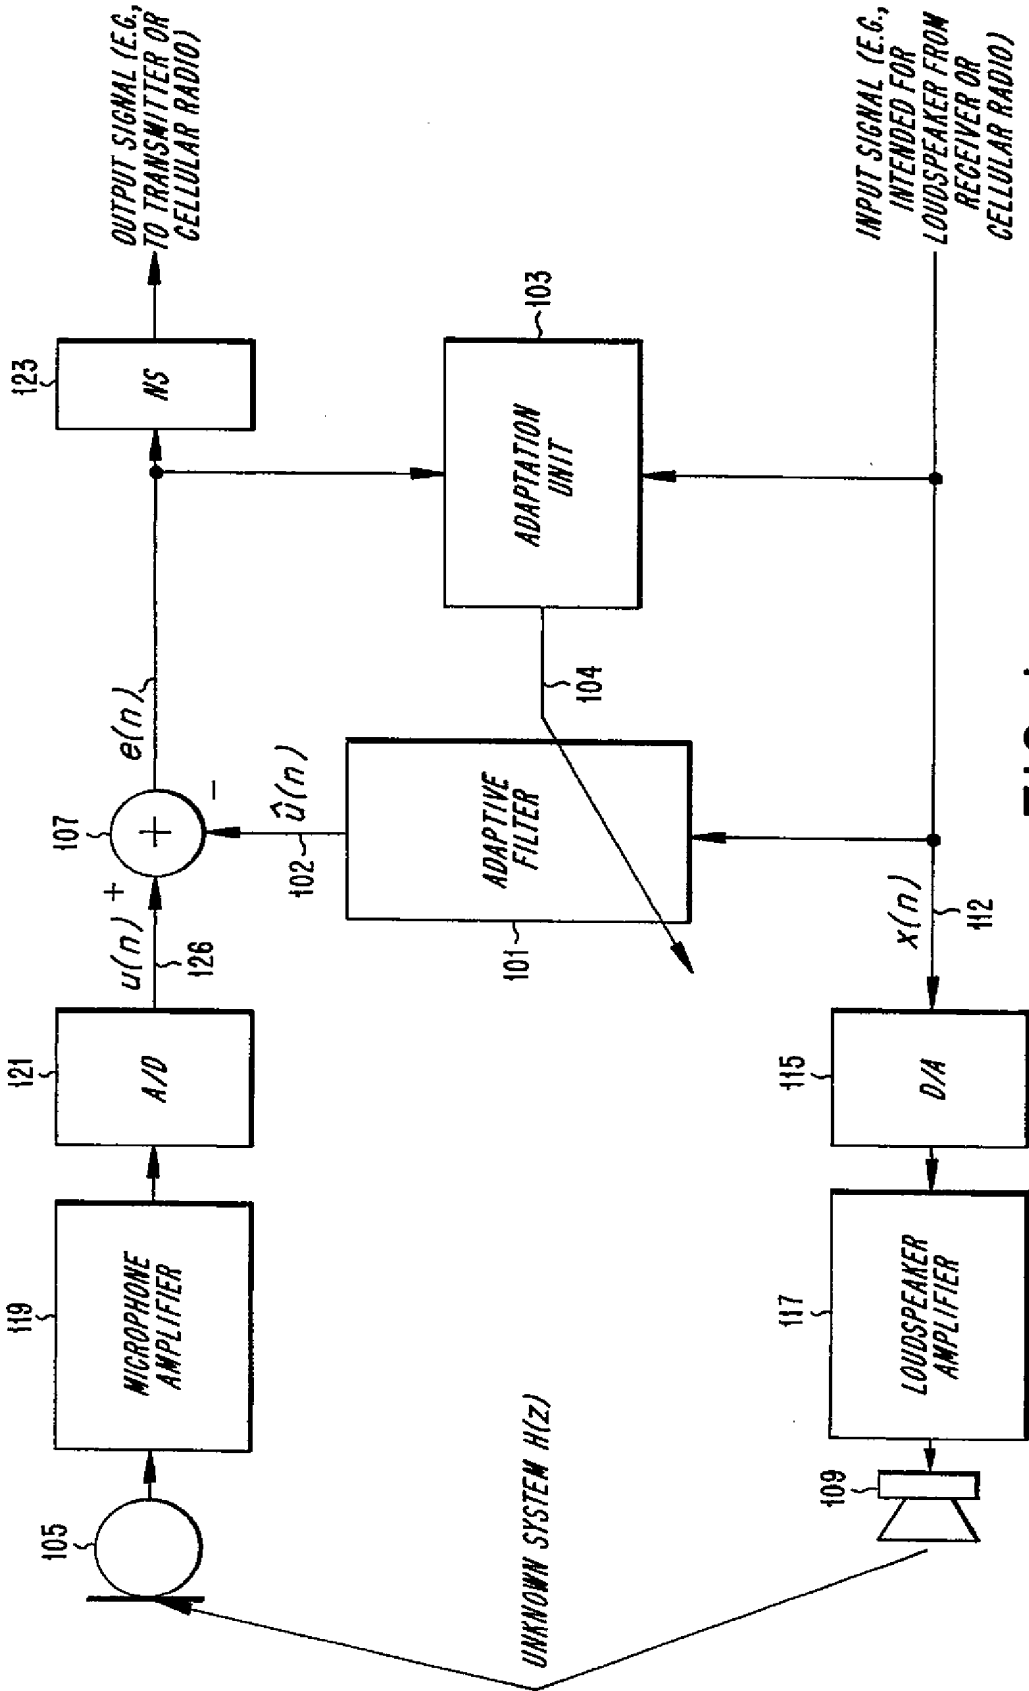 OUTPUT SIGNAL (E.G.,
TO TRANSMITTER OR
CELLULAR RADIO)
123
NS
e(n)
107
+
+
-
u(n)
126
121
A/D
119
MICROPHONE
AMPLIFIER
105
103
ADAPTATION
UNIT
104
û(n)
102
ADAPTIVE
FILTER
101
UNKNOWN SYSTEM H(z)
INPUT SIGNAL (E.G.,
INTENDED FOR
LOUDSPEAKER FROM
RECEIVER OR
CELLULAR RADIO)
x(n)
112
115
D/A
117
LOUDSPEAKER
AMPLIFIER
109